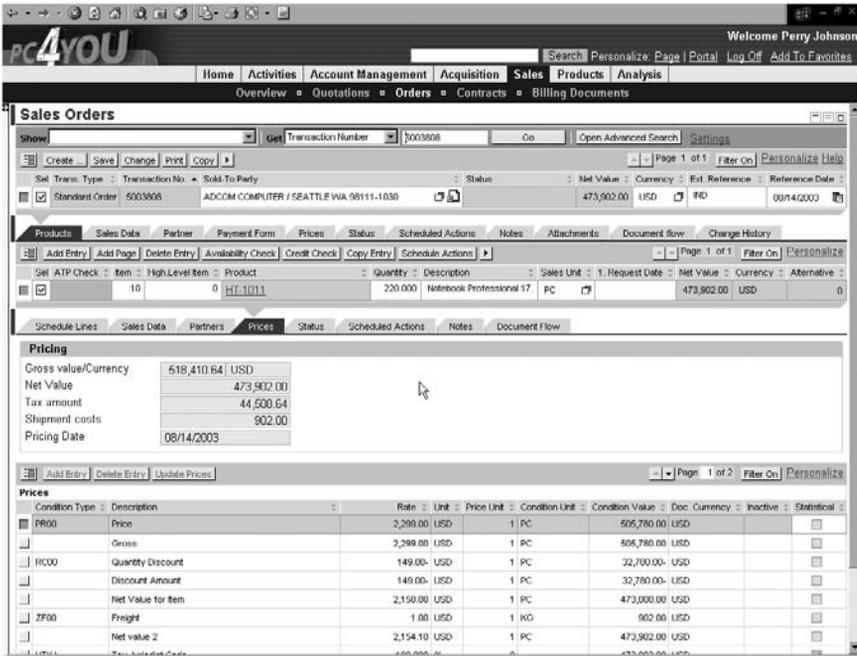 PC4YOU
Welcome Perry Johnson
Search Personalize: Page | Portal Log Off Add To Favorites
Home Activities Account Management Acquisition Sales Products Analysis
Overview Quotations Orders Contracts Billing Documents
Sales Orders
Show Get Transaction Number 5003808 Go Open Advanced Search Settings
Create ... Save Change Print Copy Page 1 of 1 Filter On Personalize Help
Sel Trans. Type Transaction No. Sold-To Party Status Net Value Currency Ext. Reference Reference Date
Standard Order 5003808 ADCOM COMPUTER / SEATTLE WA 98111-1030 473,902.00 USD IND 08/14/2003
Products Sales Data Partner Payment Form Prices Status Scheduled Actions Notes Attachments Document flow Change History
Add Entry Add Page Delete Entry Availability Check Credit Check Copy Entry Schedule Actions Page 1 of 1 Filter On Personalize
Sel ATP Check Item High.Level Item Product Quantity Description Sales Unit 1. Request Date Net Value Currency Alternative
10 0 HT-1011 220.000 Notebook Professional 17. PC 473,902.00 USD 0
Schedule Lines Sales Data Partners Prices Status Scheduled Actions Notes Document Flow
Pricing
Gross value/Currency 518,410.64 USD
Net Value 473,902.00
Tax amount 44,508.64
Shipment costs 902.00
Pricing Date 08/14/2003
Add Entry Delete Entry Update Prices Page 1 of 2 Filter On Personalize
Prices
Condition Type Description Rate Unit Price Unit Condition Unit Condition Value Doc. Currency Inactive Statistical
PR00 Price 2,299.00 USD 1 PC 505,780.00 USD
Gross 2,299.00 USD 1 PC 505,780.00 USD
RC00 Quantity Discount 149.00- USD 1 PC 32,780.00- USD
Discount Amount 149.00- USD 1 PC 32,780.00- USD
Net Value for Item 2,150.00 USD 1 PC 473,000.00 USD
ZF00 Freight 1.00 USD 1 KG 902.00 USD
Net value 2 2,154.10 USD 1 PC 473,902.00 USD